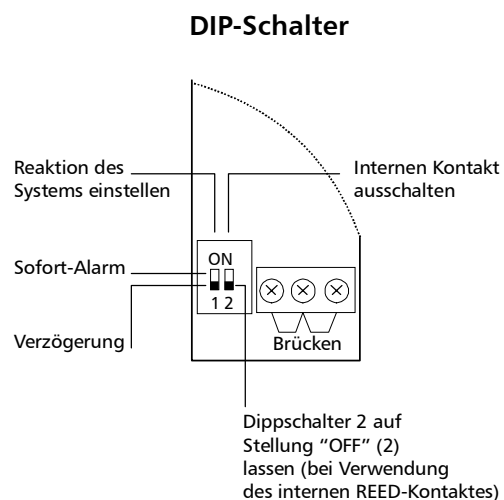 DIP-Schalter
Reaktion des
Systems einstellen
Internen Kontakt
ausschalten
ON
Sofort-Alarm
1 2
Verzögerung
Brücken
Dippschalter 2 auf
Stellung “OFF” (2)
lassen (bei Verwendung
des internen REED-Kontaktes)